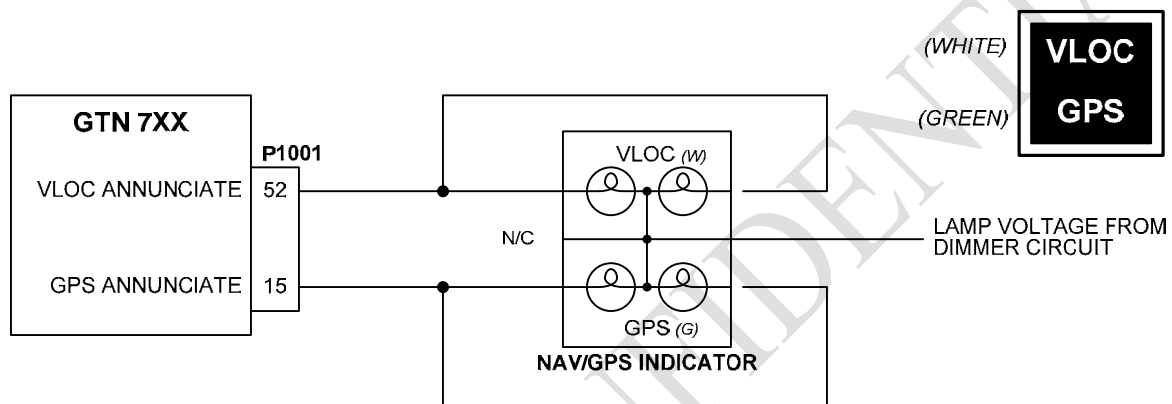 (WHITE) VLOC
(GREEN) GPS
GTN 7XX
P1001
VLOC ANNUNCIATE 52
GPS ANNUNCIATE 15
VLOC (W)
N/C
GPS (G)
NAV/GPS INDICATOR
LAMP VOLTAGE FROM
DIMMER CIRCUIT